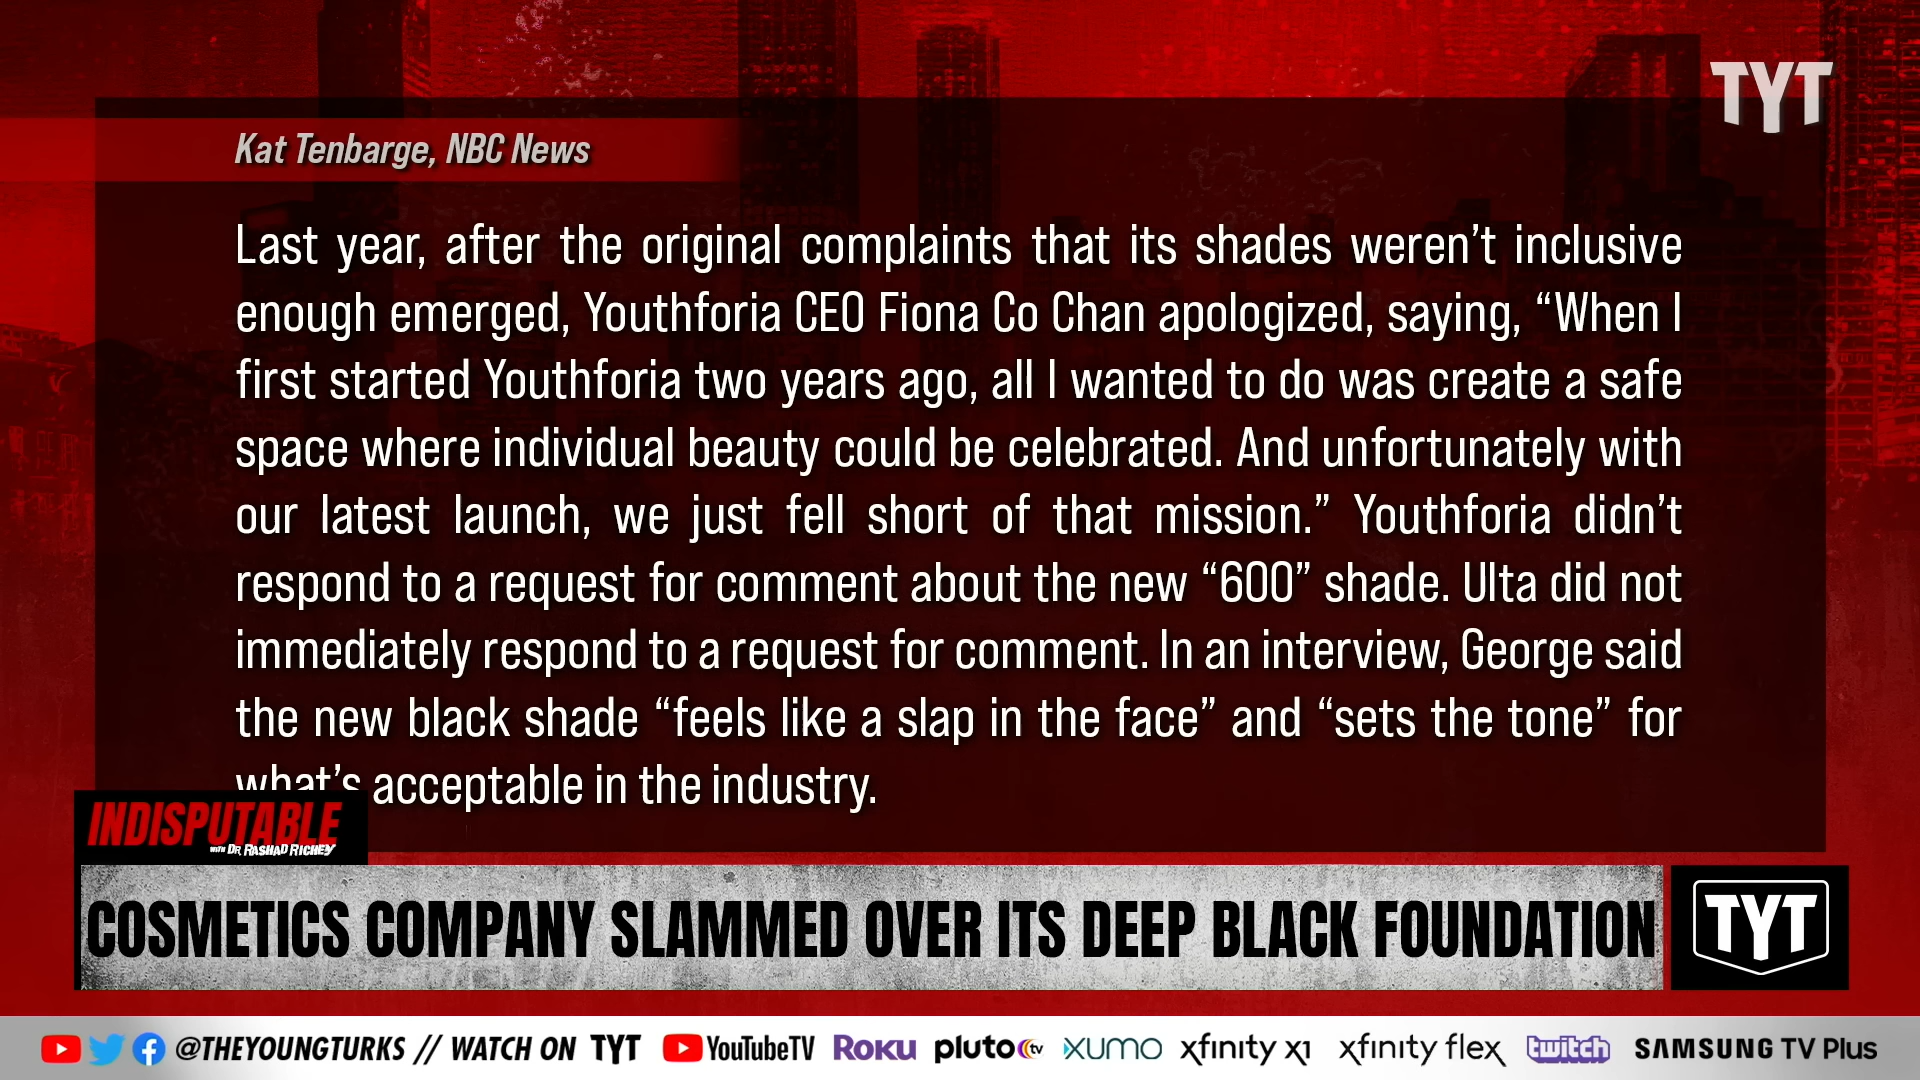 TYT
Kat Tenbarge, NBC News
Last year, after the original complaints that its shades weren’t inclusive
enough emerged, Youthforia CEO Fiona Co Chan apologized, saying, “When I
first started Youthforia two years ago, all I wanted to do was create a safe
space where individual beauty could be celebrated. And unfortunately with
our latest launch, we just fell short of that mission.” Youthforia didn’t
respond to a request for comment about the new “600” shade. Ulta did not
immediately respond to a request for comment. In an interview, George said
the new black shade “feels like a slap in the face” and “sets the tone” for
what’s acceptable in the industry.
INDISPUTABLE
WITH DR RASHAD RICHEY
COSMETICS COMPANY SLAMMED OVER ITS DEEP BLACK FOUNDATION
TYT
@THEYOUNGTURKS // WATCH ON TYT YouTubeTV Roku pluto tv xumo xfinity x1 xfinity flex twitch SAMSUNG TV Plus